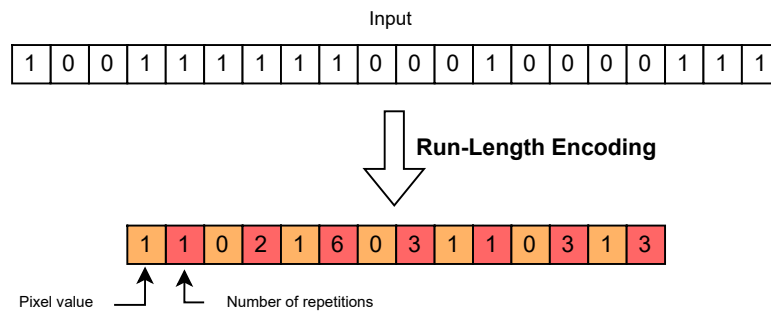 Input
1 0 0 1 1 1 1 1 1 0 0 0 1 0 0 0 0 1 1 1
Run-Length Encoding
1 1 0 2 1 6 0 3 1 1 0 3 1 3
Pixel value
Number of repetitions